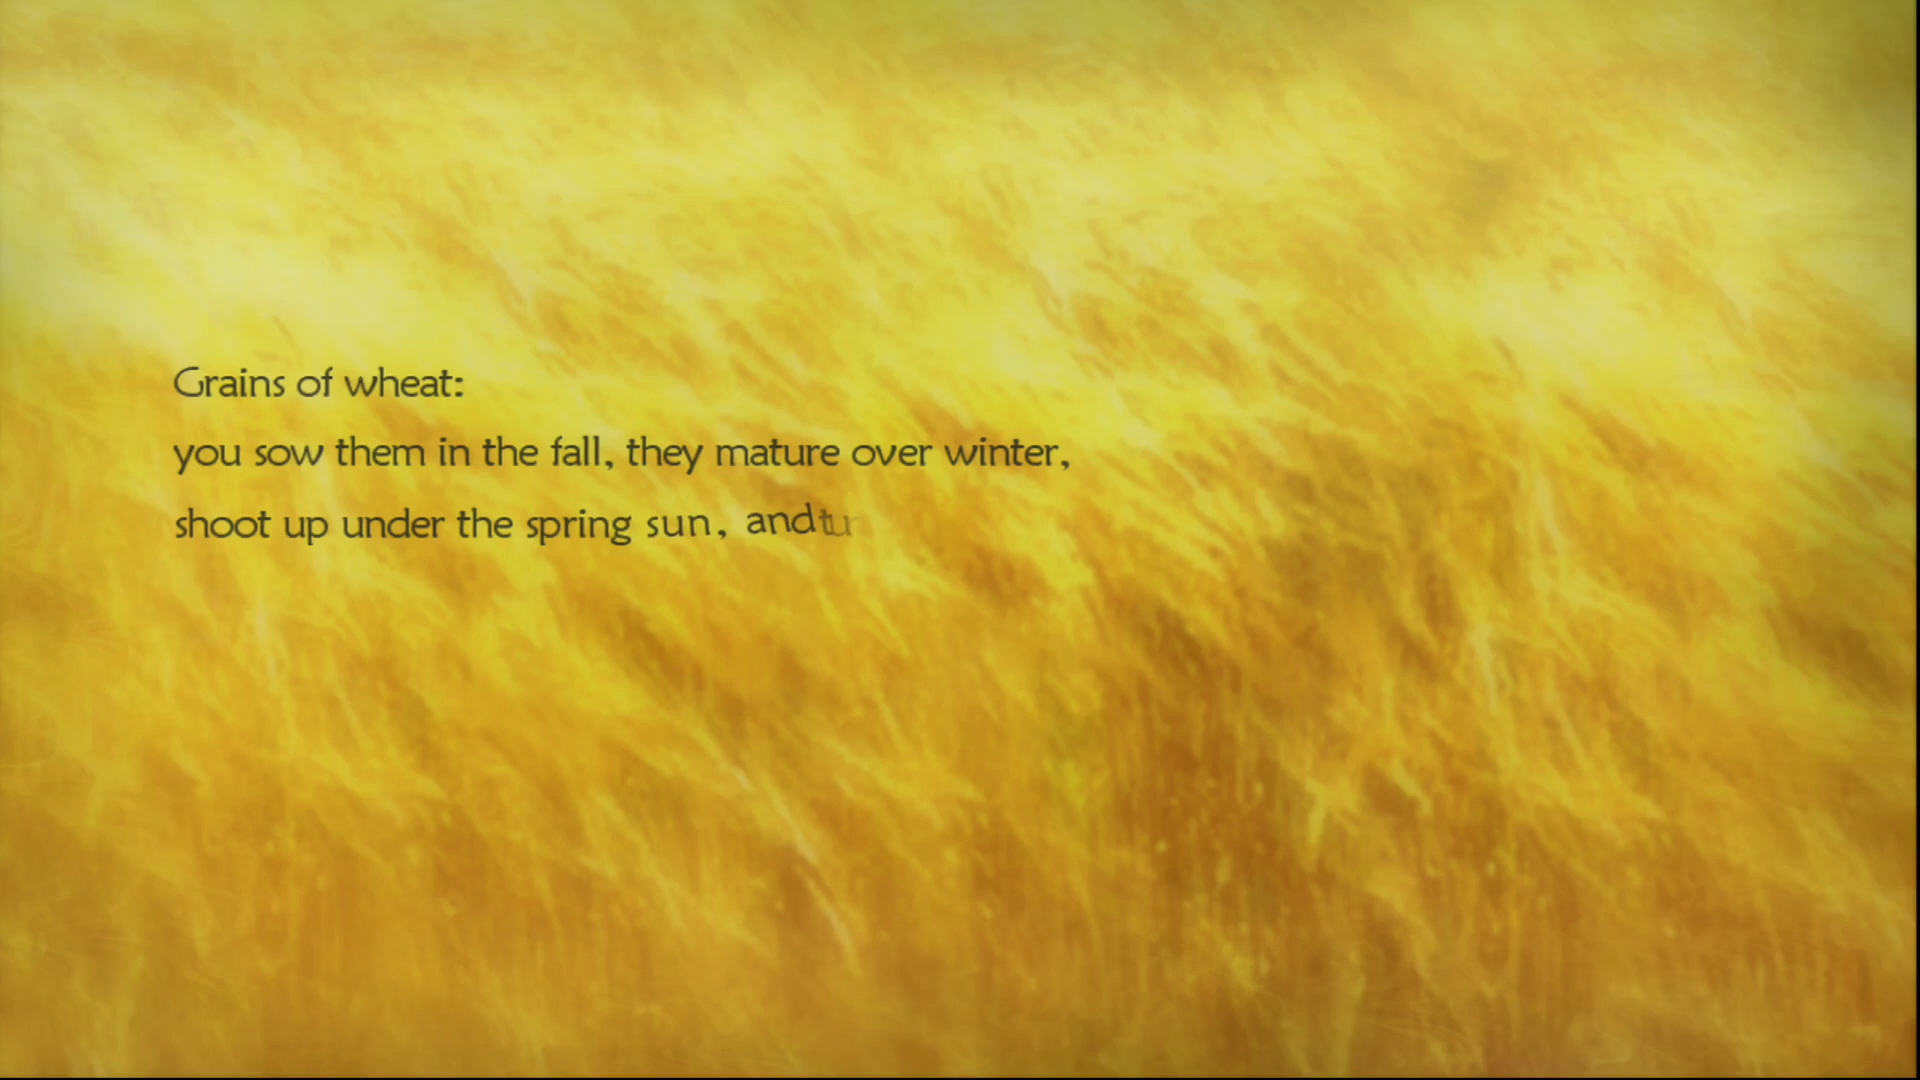 Grains of wheat:
you sow them in the fall, they mature over winter,
shoot up under the spring sun, and